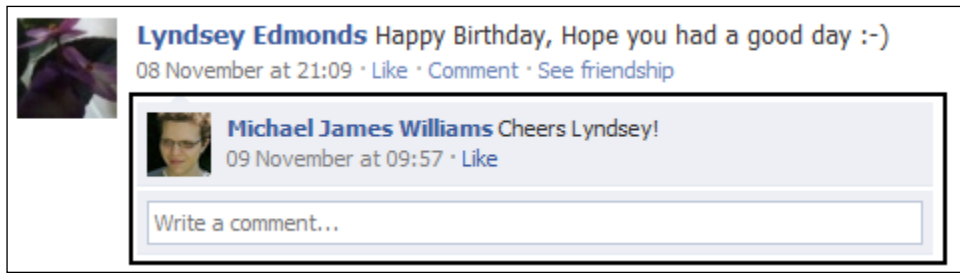 Lyndsey Edmonds Happy Birthday, Hope you had a good day :-)
08 November at 21:09 · Like · Comment · See friendship
Michael James Williams Cheers Lyndsey!
09 November at 09:57 · Like
Write a comment...